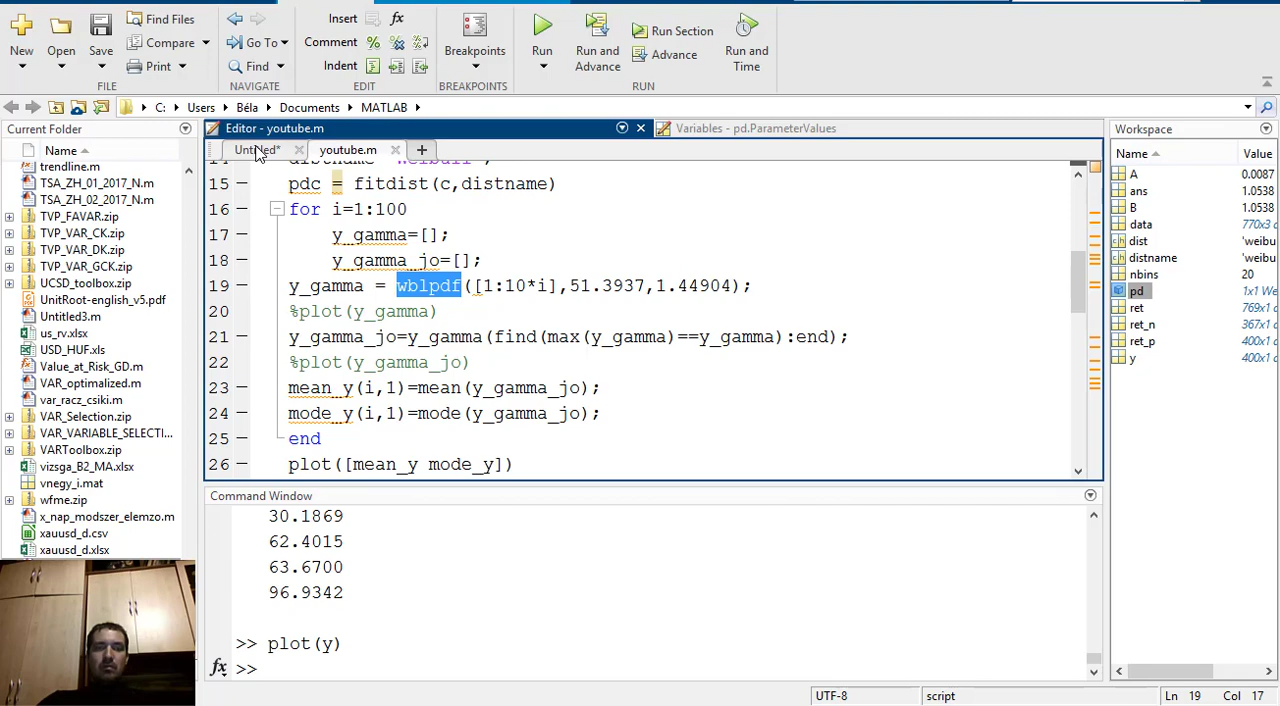 New
Open
Save
Find Files
Compare
Print
FILE
Go To
Find
NAVIGATE
Insert
fx
Comment
%
Indent
EDIT
Breakpoints
BREAKPOINTS
Run
Run and
Advance
Run Section
Advance
Run and
Time
RUN
C: Users Béla Documents MATLAB
Current Folder
Name
trendline.m
TSA_ZH_01_2017_N.m
TSA_ZH_02_2017_N.m
TVP_FAVAR.zip
TVP_VAR_CK.zip
TVP_VAR_DK.zip
TVP_VAR_GCK.zip
UCSD_toolbox.zip
UnitRoot-english_v5.pdf
Untitled3.m
us_rv.xlsx
USD_HUF.xls
Value_at_Risk_GD.m
VAR_optimalized.m
var_racz_csiki.m
VAR_Selection.zip
VAR_VARIABLE_SELECTI...
VARToolbox.zip
vizsga_B2_MA.xlsx
vnegy_i.mat
wfme.zip
x_nap_modszer_elemzo.m
xauusd_d.csv
xauusd_d.xlsx
Editor - youtube.m
Variables - pd.ParameterValues
Untitled*
youtube.m
+
15 pdc = fitdist(c,distname)
16 for i=1:100
17 y_gamma=[];
18 y_gamma_jo=[];
19 y_gamma = wblpdf([1:10*i],51.3937,1.44904);
20 %plot(y_gamma)
21 y_gamma_jo=y_gamma(find(max(y_gamma)==y_gamma):end);
22 %plot(y_gamma_jo)
23 mean_y(i,1)=mean(y_gamma_jo);
24 mode_y(i,1)=mode(y_gamma_jo);
25 end
26 plot([mean_y mode_y])
Command Window
30.1869
62.4015
63.6700
96.9342
>> plot(y)
fx >>
Workspace
Name Value
A 0.0087
ans 1.0538
B 1.0538
data 770x3
dist 'weibu
distname 'weibu
nbins 20
pd 1x1 We
ret 769x1
ret_n 367x1
ret_p 400x1
y 400x1
UTF-8
script
Ln 19 Col 17